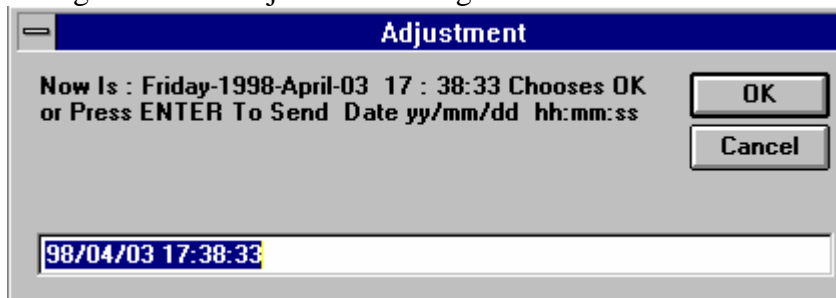 Adjustment
Now Is : Friday-1998-April-03 17 : 38:33 Chooses OK
or Press ENTER To Send Date yy/mm/dd hh:mm:ss
OK
Cancel
98/04/03 17:38:33